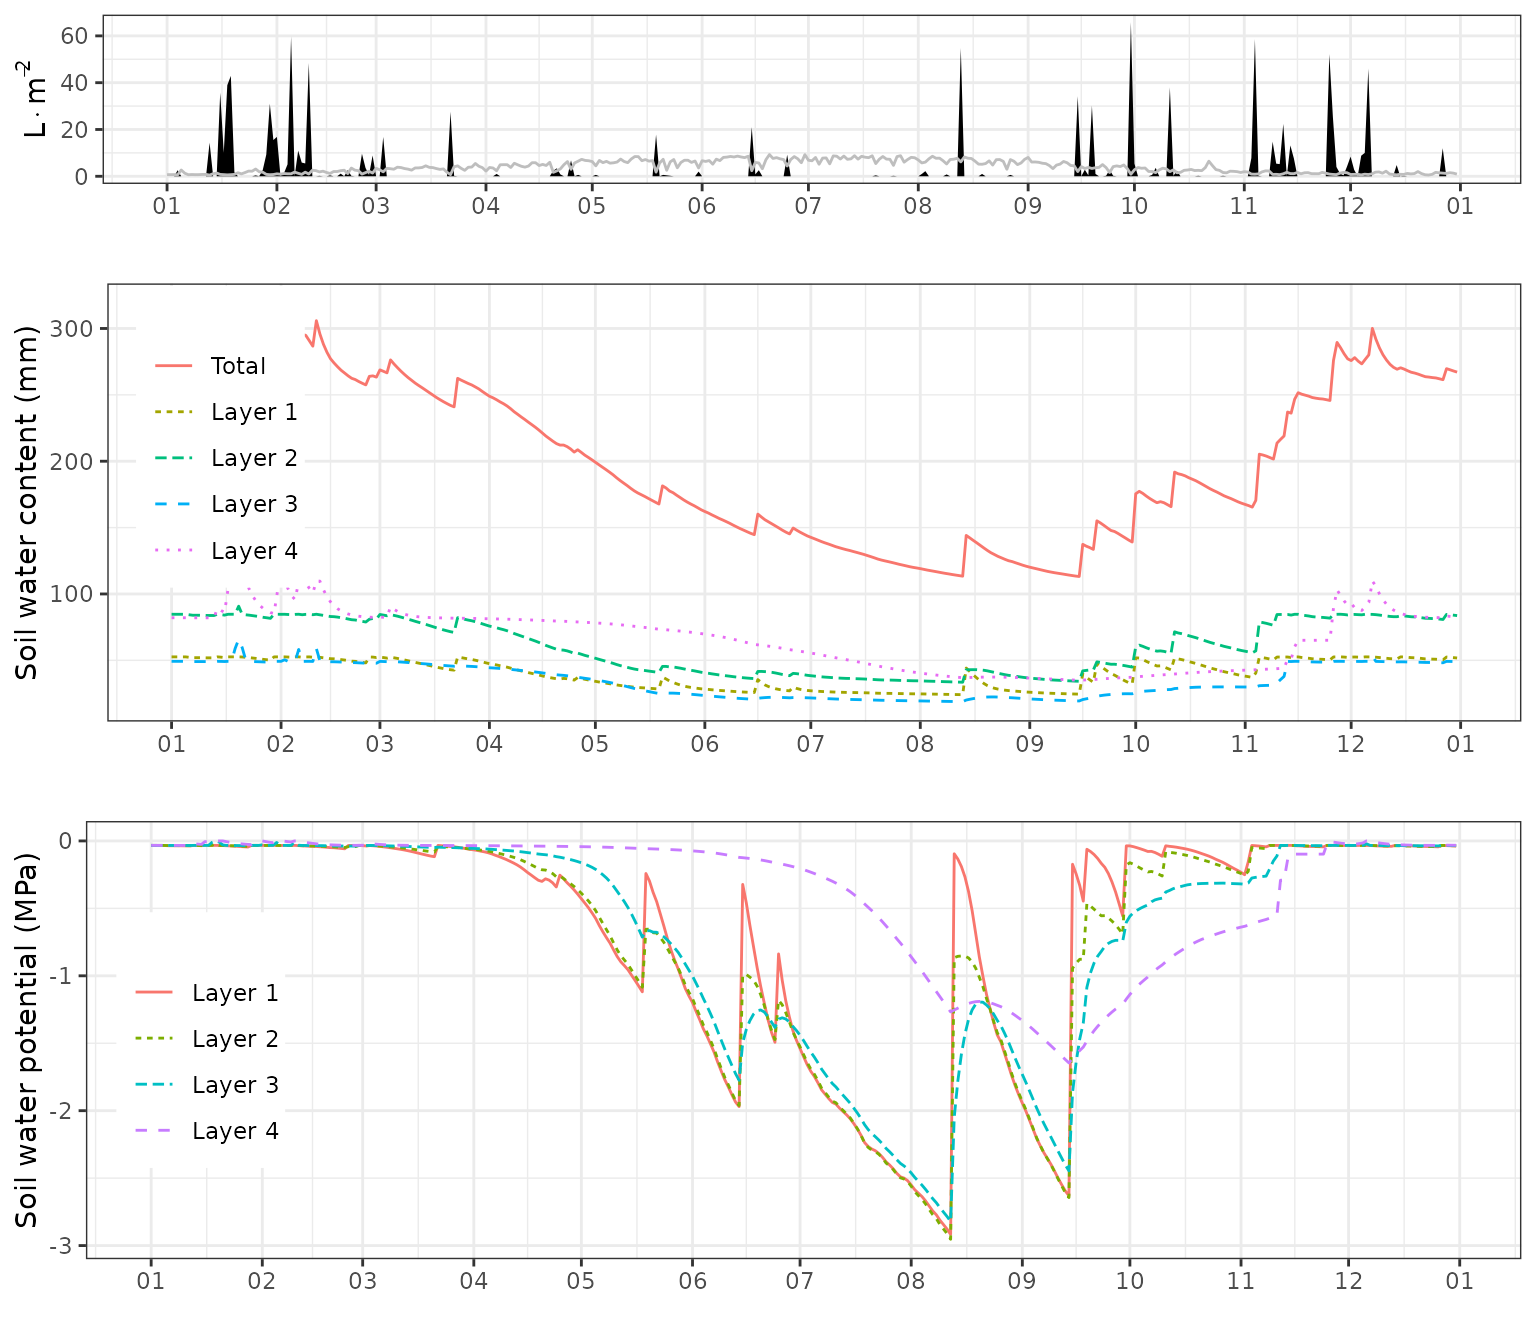 L · m⁻²
60
40
20
0
01 02 03 04 05 06 07 08 09 10 11 12 01
Soil water content (mm)
300
200
100
Total
Layer 1
Layer 2
Layer 3
Layer 4
01 02 03 04 05 06 07 08 09 10 11 12 01
Soil water potential (MPa)
0
-1
-2
-3
Layer 1
Layer 2
Layer 3
Layer 4
01 02 03 04 05 06 07 08 09 10 11 12 01